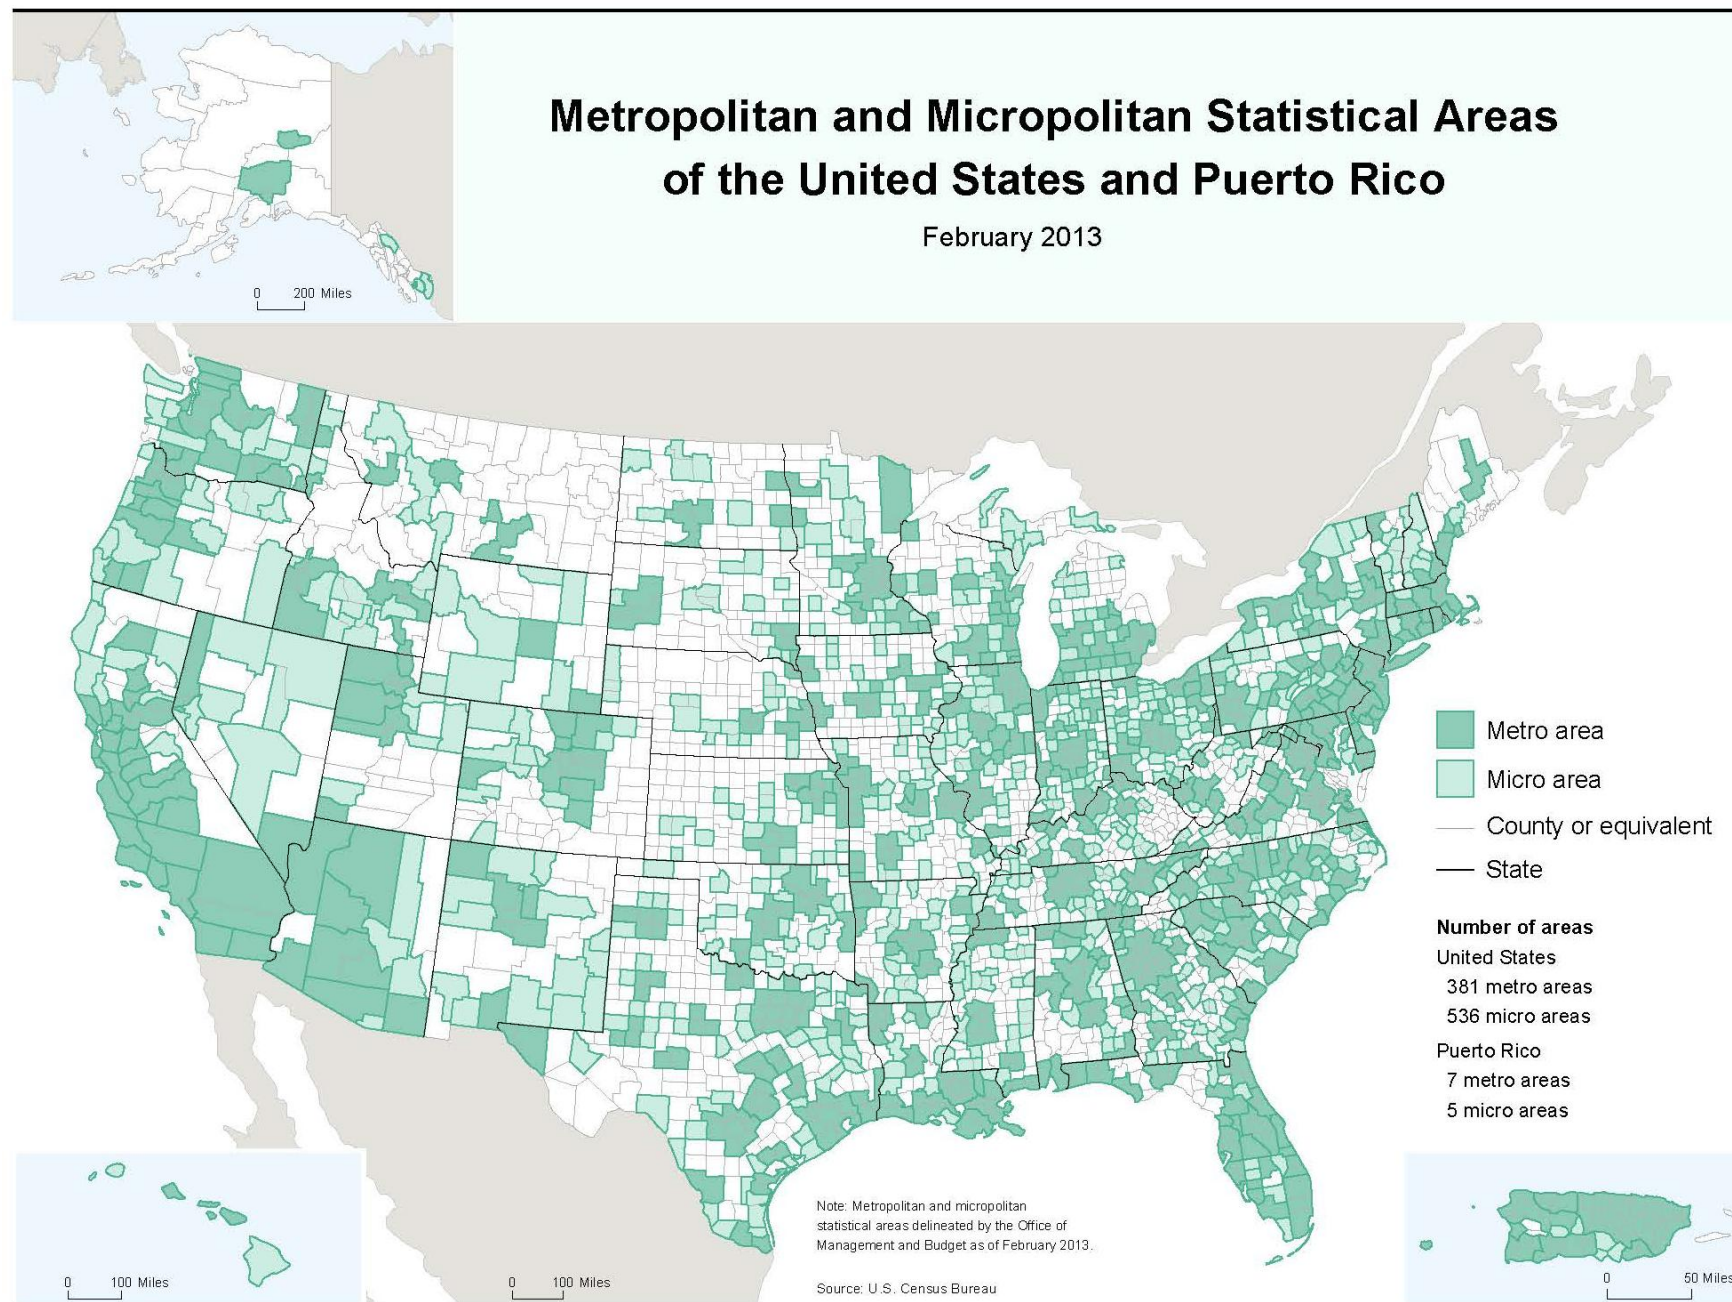 Metropolitan and Micropolitan Statistical Areas
of the United States and Puerto Rico
February 2013
0 200 Miles
Metro area
Micro area
County or equivalent
State
Number of areas
United States
381 metro areas
536 micro areas
Puerto Rico
7 metro areas
5 micro areas
Note: Metropolitan and micropolitan
statistical areas delineated by the Office of
Management and Budget as of February 2013.
Source: U.S. Census Bureau
0 100 Miles
0 100 Miles
0 50 Miles